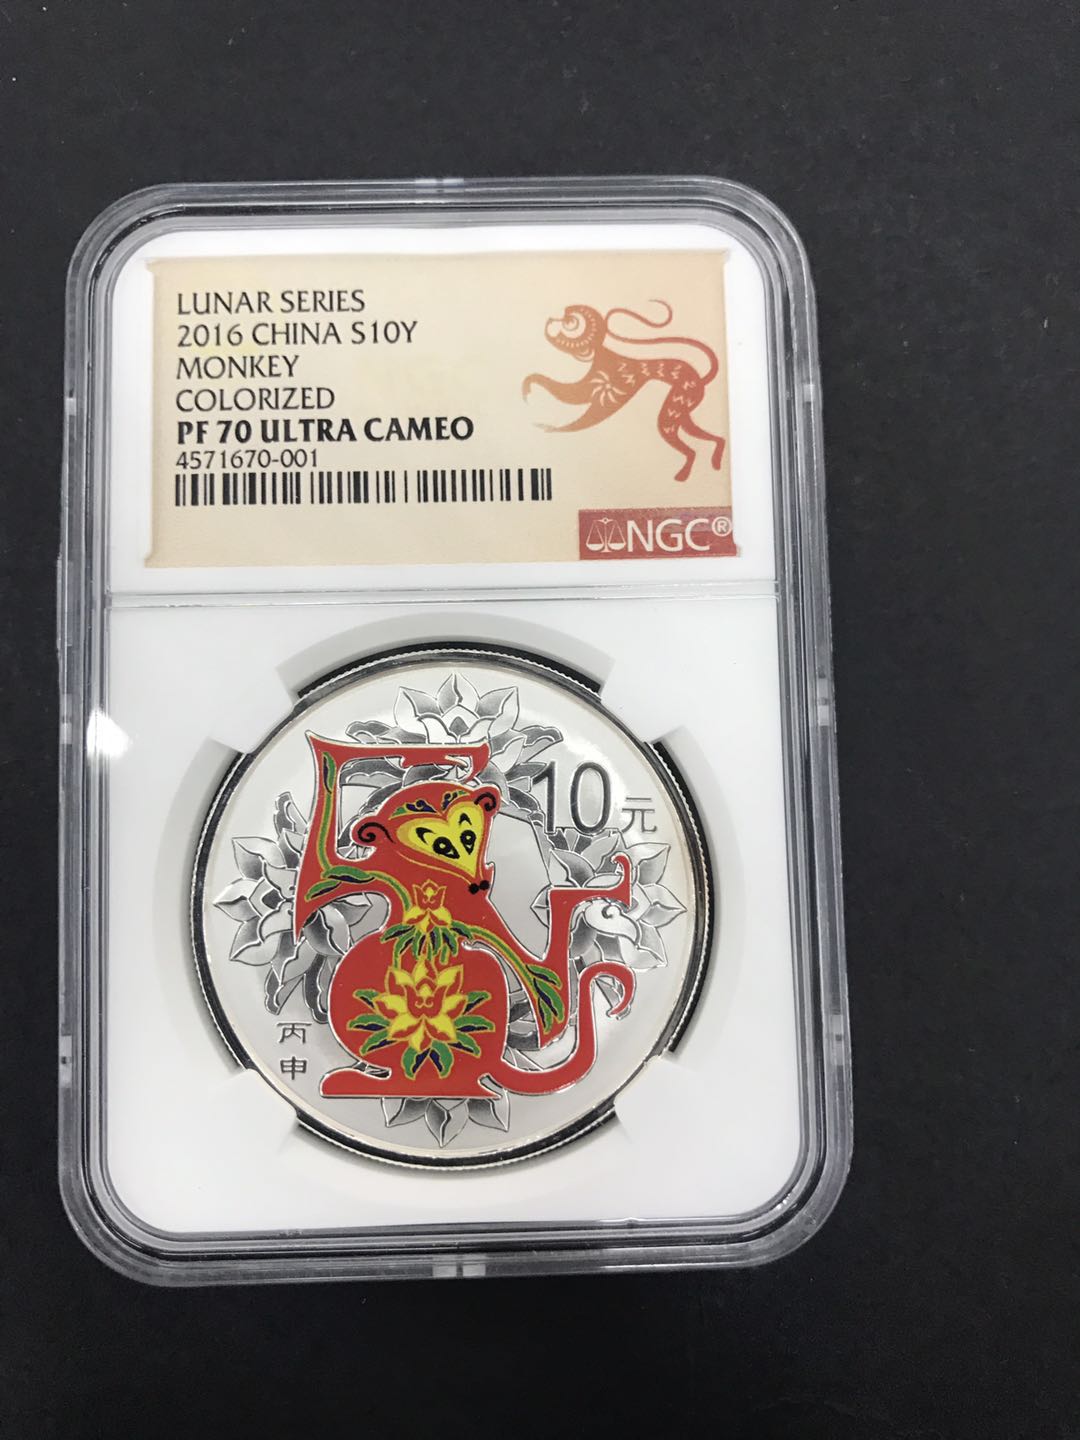 LUNAR SERIES
2016 CHINA S10Y
MONKEY
COLORIZED
PF 70 ULTRA CAMEO
4571670-001
NGC®
10元
丙
申